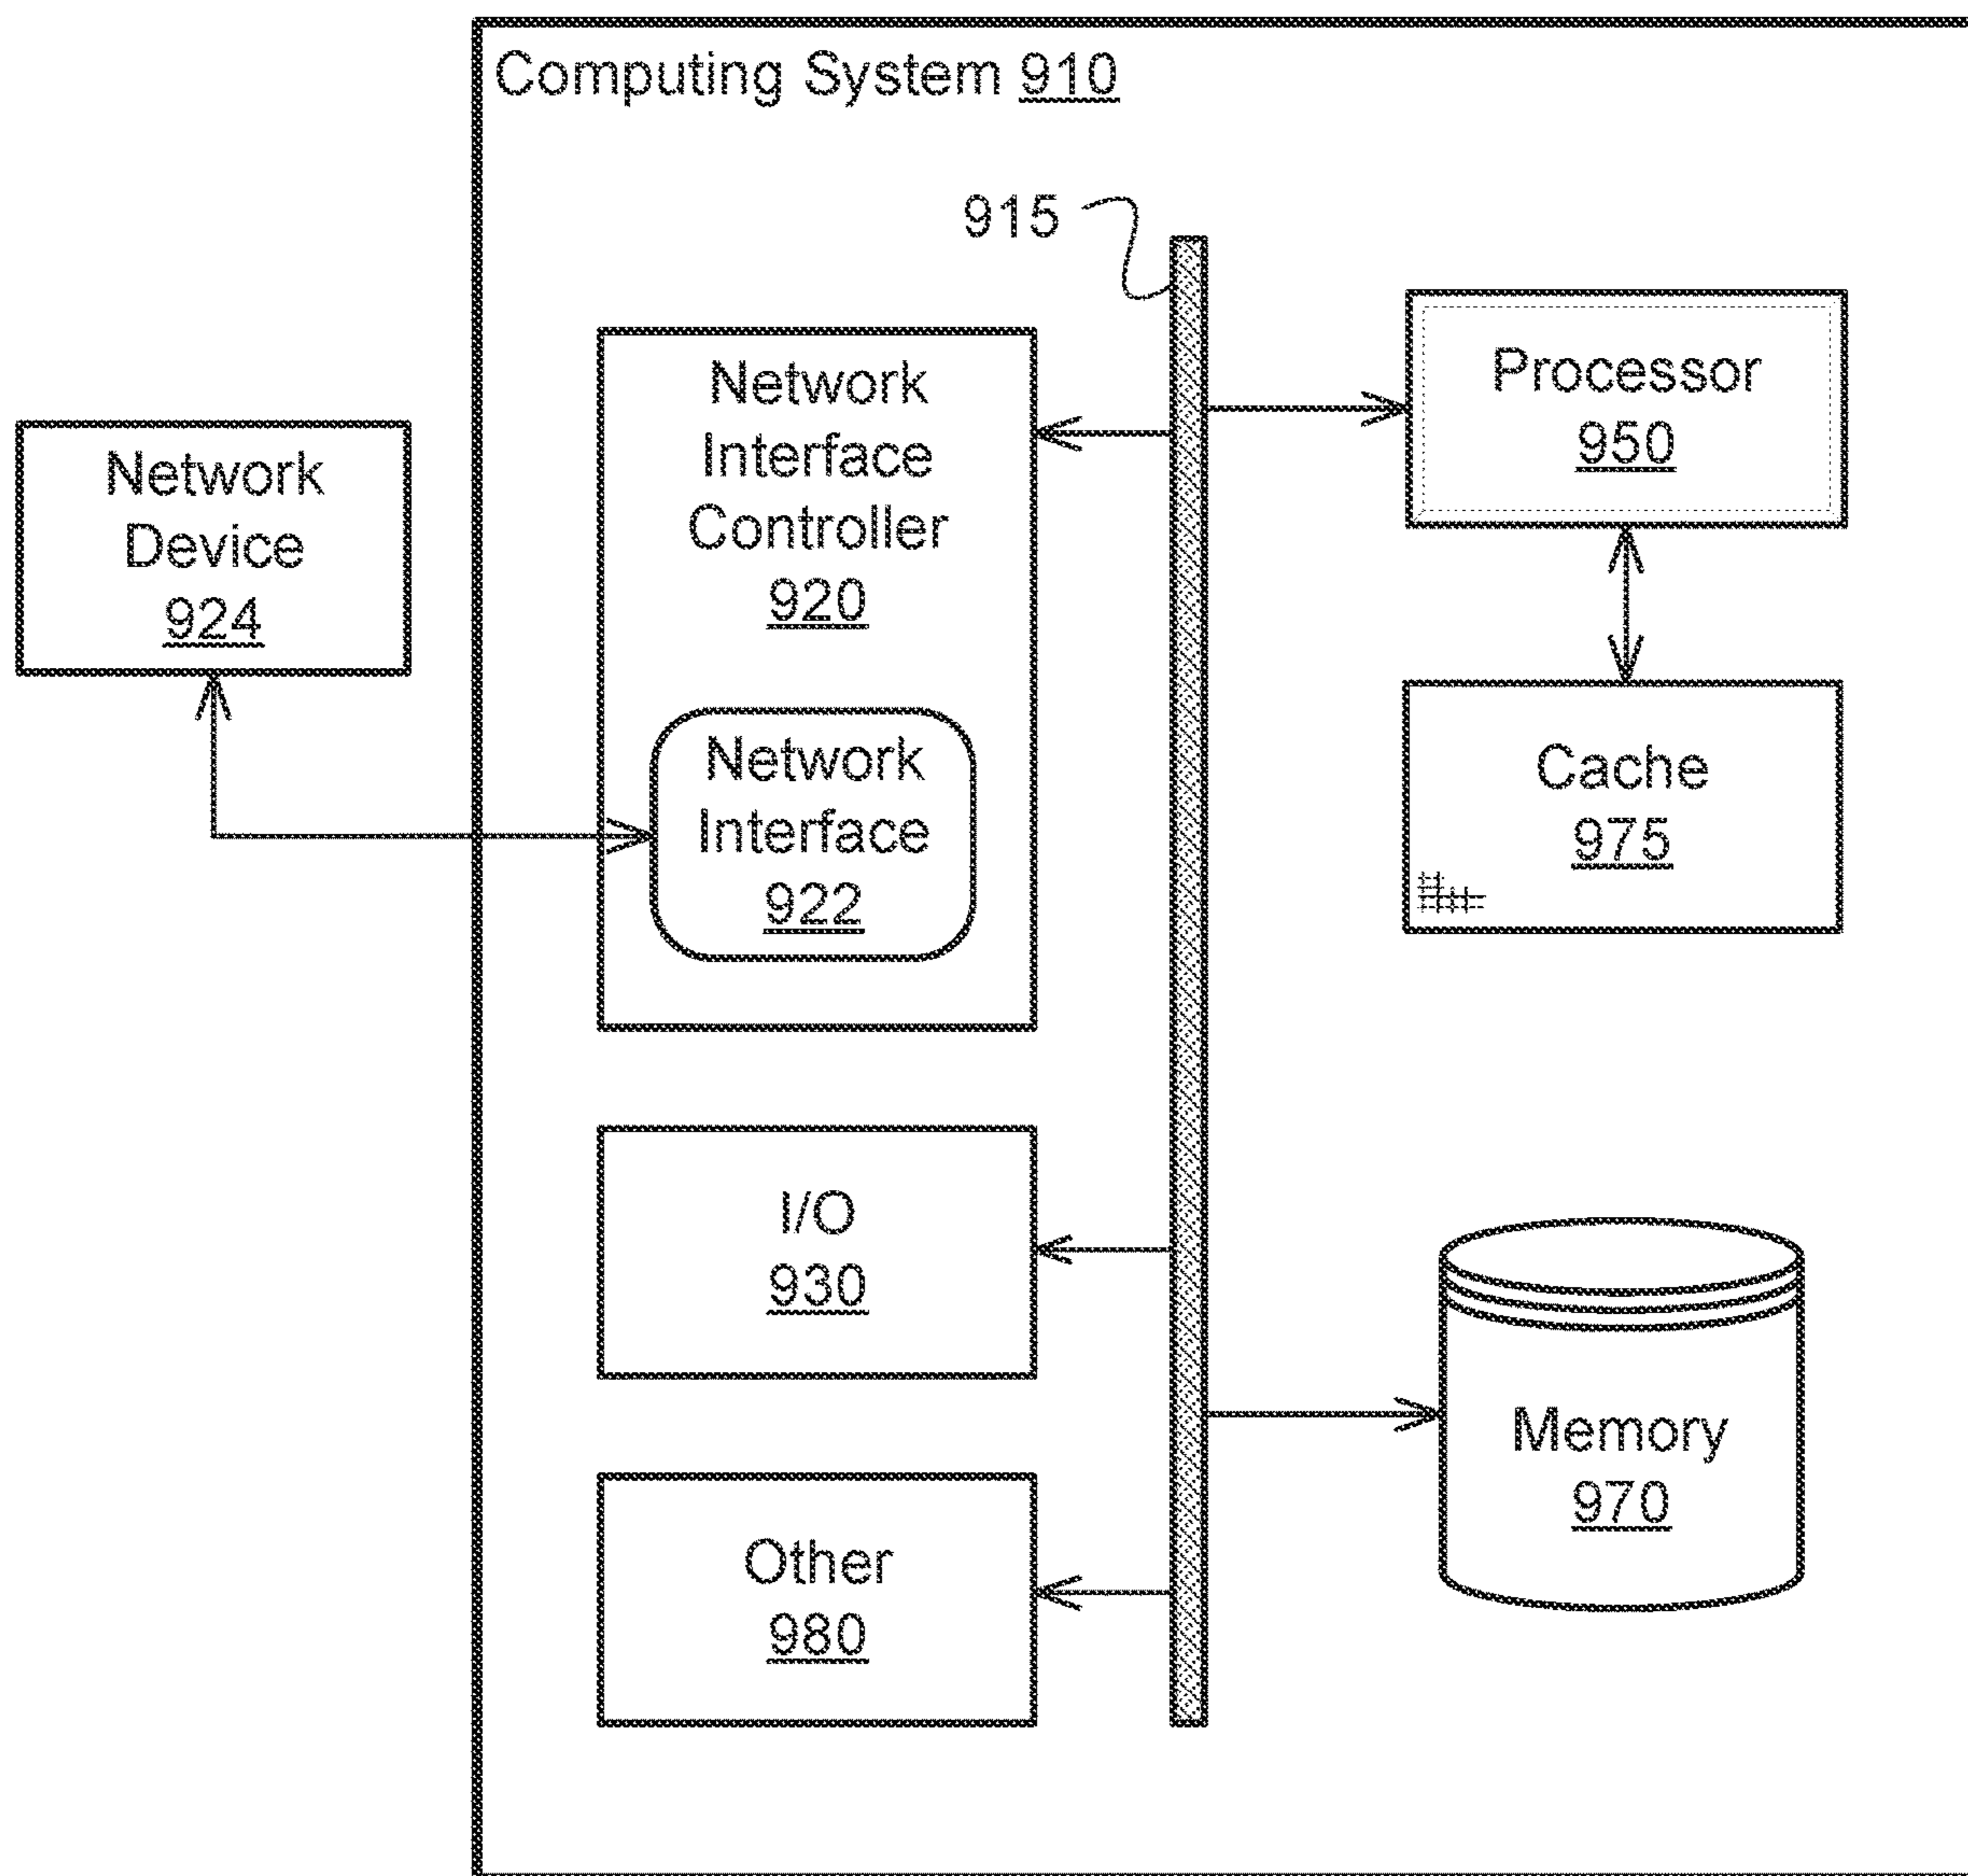 Computing System 910
915
Network
Interface
Controller
920
Network
Interface
922
Network
Device
924
Processor
950
Cache
975
I/O
930
Memory
970
Other
980